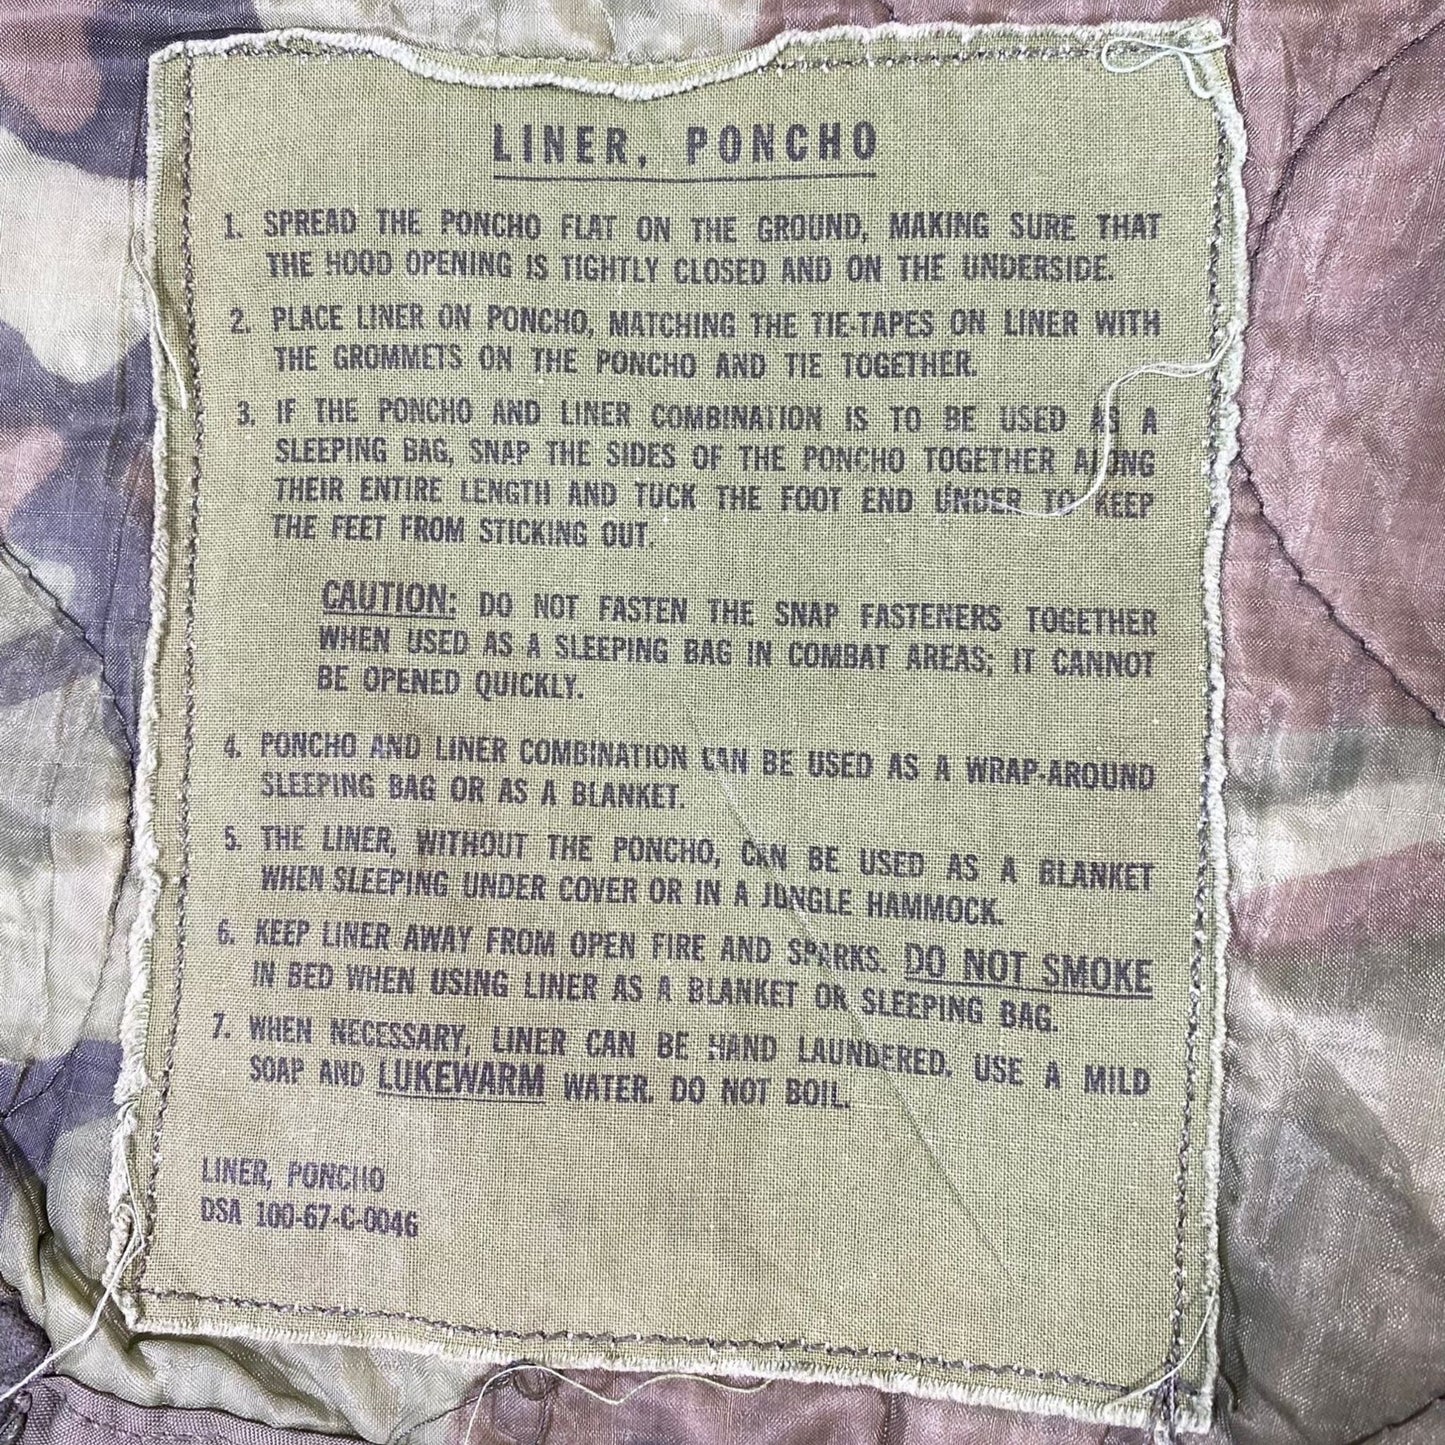 LINER, PONCHO
1. SPREAD THE PONCHO FLAT ON THE GROUND, MAKING SURE THAT
THE HOOD OPENING IS TIGHTLY CLOSED AND ON THE UNDERSIDE.
2. PLACE LINER ON PONCHO, MATCHING THE TIE-TAPES ON LINER WITH
THE GROMMETS ON THE PONCHO AND TIE TOGETHER.
3. IF THE PONCHO AND LINER COMBINATION IS TO BE USED AS A
SLEEPING BAG, SNAP THE SIDES OF THE PONCHO TOGETHER ALONG
THEIR ENTIRE LENGTH AND TUCK THE FOOT END UNDER TO KEEP
THE FEET FROM STICKING OUT.
CAUTION: DO NOT FASTEN THE SNAP FASTENERS TOGETHER
WHEN USED AS A SLEEPING BAG IN COMBAT AREAS; IT CANNOT
BE OPENED QUICKLY.
4. PONCHO AND LINER COMBINATION CAN BE USED AS A WRAP-AROUND
SLEEPING BAG OR AS A BLANKET.
5. THE LINER, WITHOUT THE PONCHO, CAN BE USED AS A BLANKET
WHEN SLEEPING UNDER COVER OR IN A JUNGLE HAMMOCK.
6. KEEP LINER AWAY FROM OPEN FIRE AND SPARKS. DO NOT SMOKE
IN BED WHEN USING LINER AS A BLANKET OR SLEEPING BAG.
7. WHEN NECESSARY, LINER CAN BE HAND LAUNDERED. USE A MILD
SOAP AND LUKEWARM WATER. DO NOT BOIL.
LINER, PONCHO
DSA 100-67-C-0046